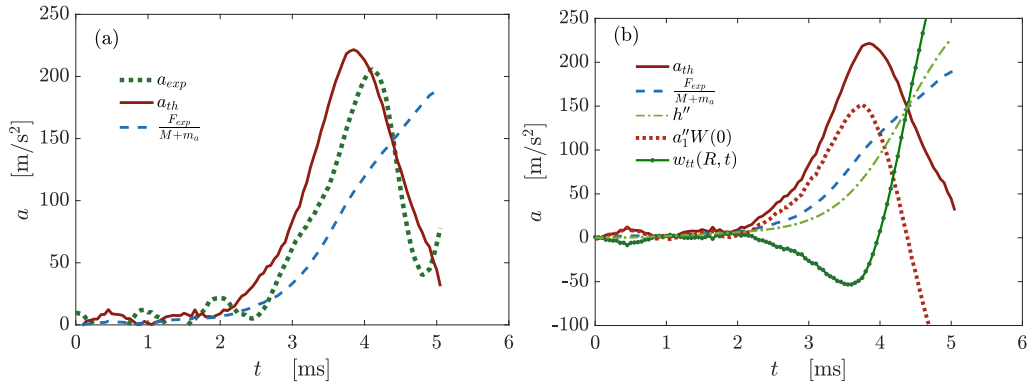 (a)
250
200
150
100
50
0
a [m/s²]
a_exp
a_th
F_exp
M+m_a
0 1 2 3 4 5 6
t [ms]
(b)
250
200
150
100
50
0
-50
-100
a [m/s²]
a_th
F_exp
M+m_a
h''
a_1''W(0)
w_tt(R, t)
0 1 2 3 4 5 6
t [ms]